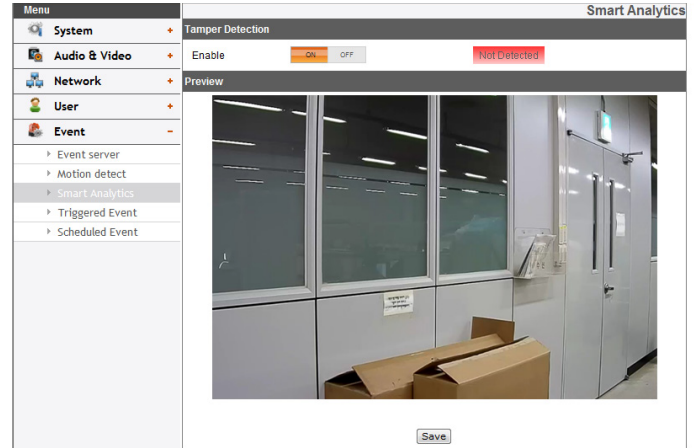 Menu
Smart Analytics
System +
Tamper Detection
Audio & Video +
Enable ON OFF Not Detected
Network +
Preview
User +
Event -
Event server
Motion detect
Smart Analytics
Triggered Event
Scheduled Event
Save